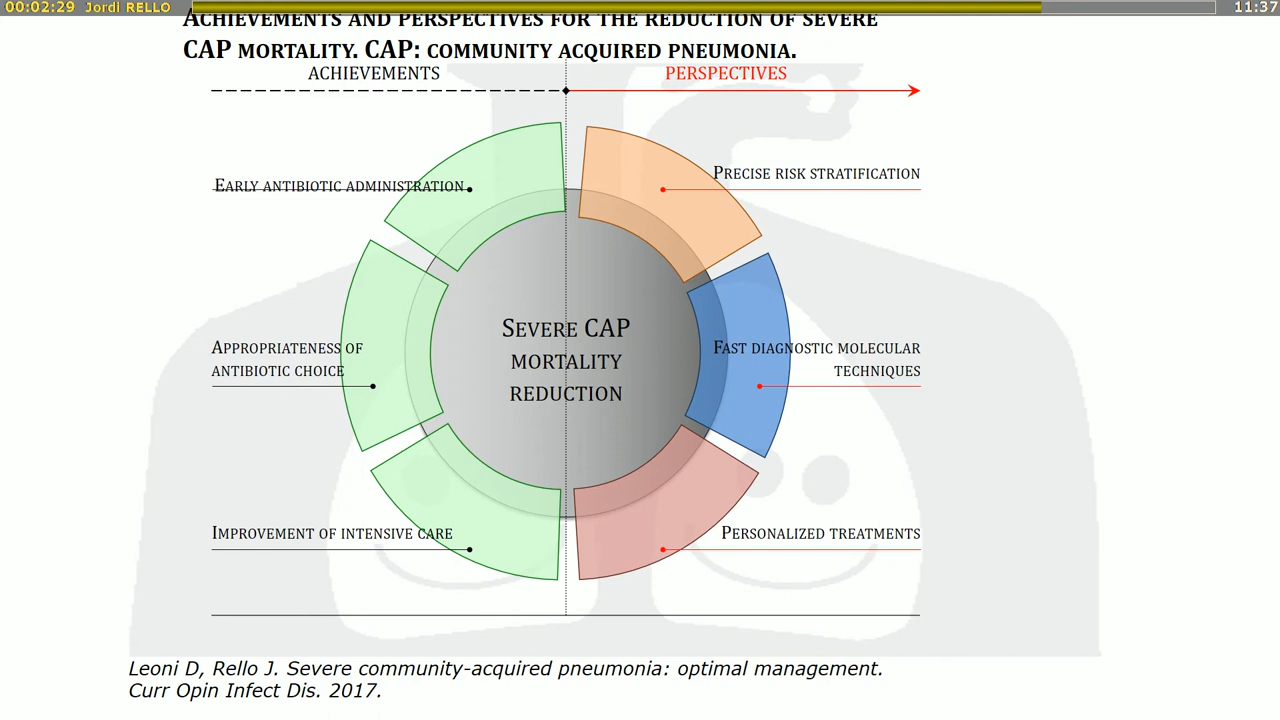 00:02:29 Jordi RELLO
11:37
ACHIEVEMENTS AND PERSPECTIVES FOR THE REDUCTION OF SEVERE
CAP MORTALITY. CAP: COMMUNITY ACQUIRED PNEUMONIA.
ACHIEVEMENTS
PERSPECTIVES
EARLY ANTIBIOTIC ADMINISTRATION
PRECISE RISK STRATIFICATION
APPROPRIATENESS OF
ANTIBIOTIC CHOICE
SEVERE CAP
MORTALITY
REDUCTION
FAST DIAGNOSTIC MOLECULAR
TECHNIQUES
IMPROVEMENT OF INTENSIVE CARE
PERSONALIZED TREATMENTS
Leoni D, Rello J. Severe community-acquired pneumonia: optimal management.
Curr Opin Infect Dis. 2017.